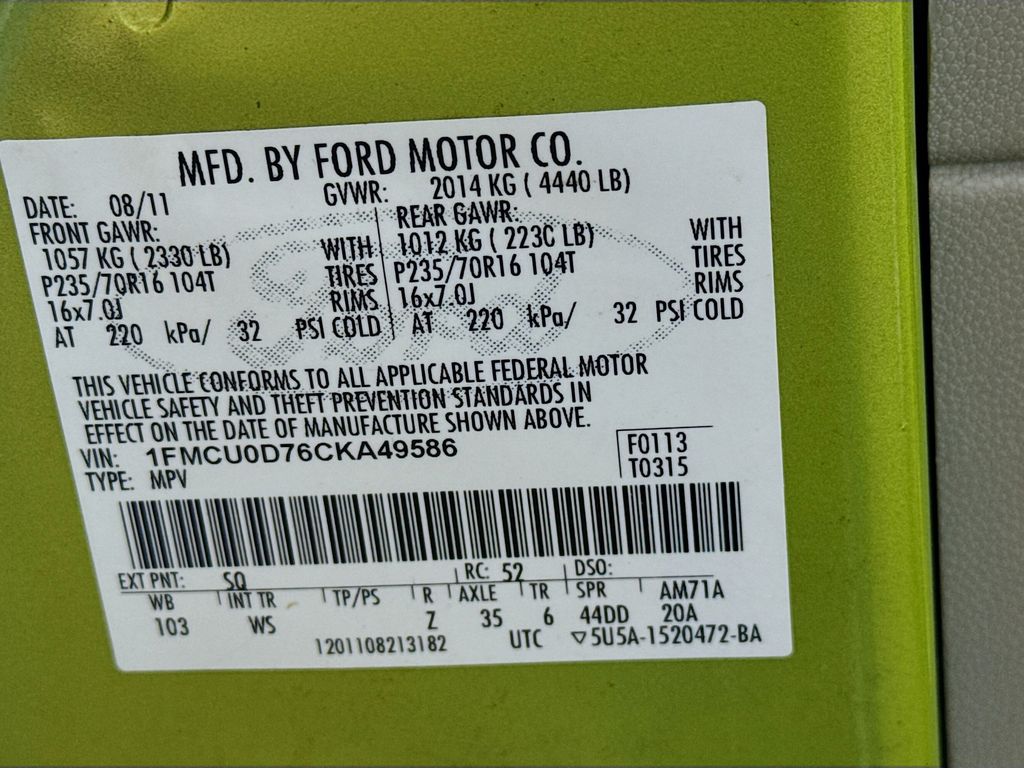 MFD. BY FORD MOTOR CO.
DATE: 08/11 GVWR: 2014 KG ( 4440 LB)
FRONT GAWR: REAR GAWR:
1057 KG ( 2330 LB) WITH 1012 KG ( 2230 LB) WITH
P235/70R16 104T TIRES P235/70R16 104T TIRES
16x7.0J RIMS 16x7.0J RIMS
AT 220 kPa/ 32 PSI COLD AT 220 kPa/ 32 PSI COLD
THIS VEHICLE CONFORMS TO ALL APPLICABLE FEDERAL MOTOR
VEHICLE SAFETY AND THEFT PREVENTION STANDARDS IN
EFFECT ON THE DATE OF MANUFACTURE SHOWN ABOVE.
VIN: 1FMCU0D76CKA49586 F0113
TYPE: MPV T0315
EXT PNT: SQ RC: 52 DSO:
WB INT TR TP/PS R AXLE TR SPR AM71A
103 WS Z 35 6 44DD 20A
1201108213182 UTC ▽5U5A-1520472-BA